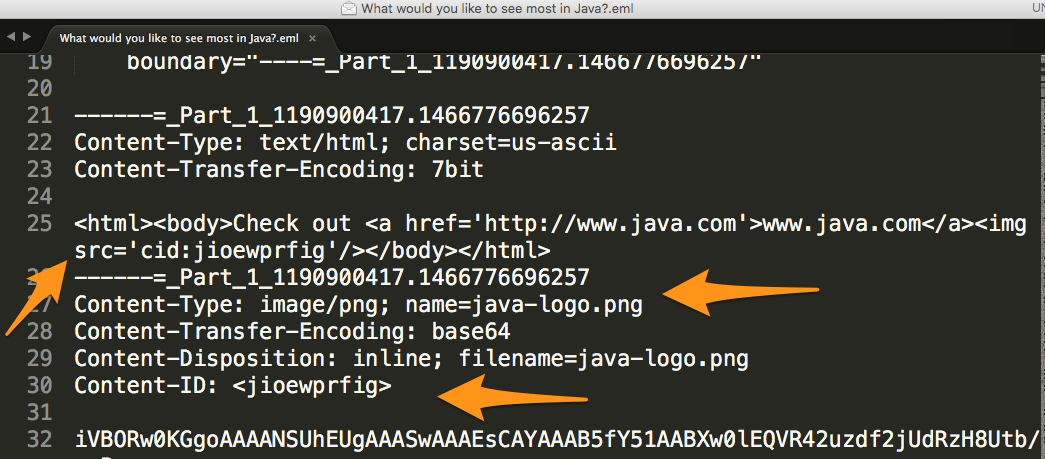 What would you like to see most in Java?.eml
UN
What would you like to see most in Java?.eml ×
19 boundary="----=_Part_1_1190900417.1466776696257"
20
21 ------=_Part_1_1190900417.1466776696257
22 Content-Type: text/html; charset=us-ascii
23 Content-Transfer-Encoding: 7bit
24
25 <html><body>Check out <a href='http://www.java.com'>www.java.com</a><img
src='cid:jioewprfig'/></body></html>
26 ------=_Part_1_1190900417.1466776696257
27 Content-Type: image/png; name=java-logo.png
28 Content-Transfer-Encoding: base64
29 Content-Disposition: inline; filename=java-logo.png
30 Content-ID: <jioewprfig>
31
32 iVBORw0KGgoAAAANSUhEUgAAASwAAAEsCAYAAAB5fY51AABXw0lEQVR42uzdf2jUdRzH8Utb/